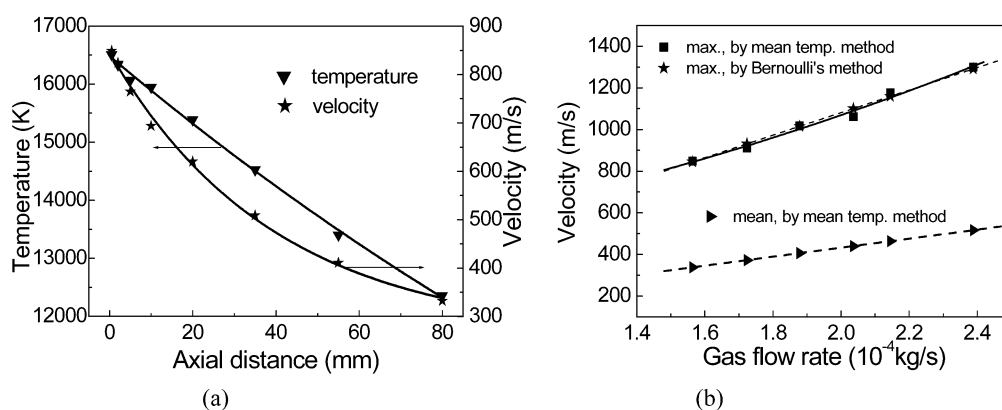 17000
16000
15000
14000
13000
12000
Temperature (K)
900
800
700
600
500
400
300
Velocity (m/s)
temperature
velocity
0
20
40
60
80
Axial distance (mm)
(a)
1400
1200
1000
800
600
400
200
Velocity (m/s)
max., by mean temp. method
max., by Bernoulli's method
mean, by mean temp. method
1.4
1.6
1.8
2.0
2.2
2.4
Gas flow rate (10⁻⁴kg/s)
(b)